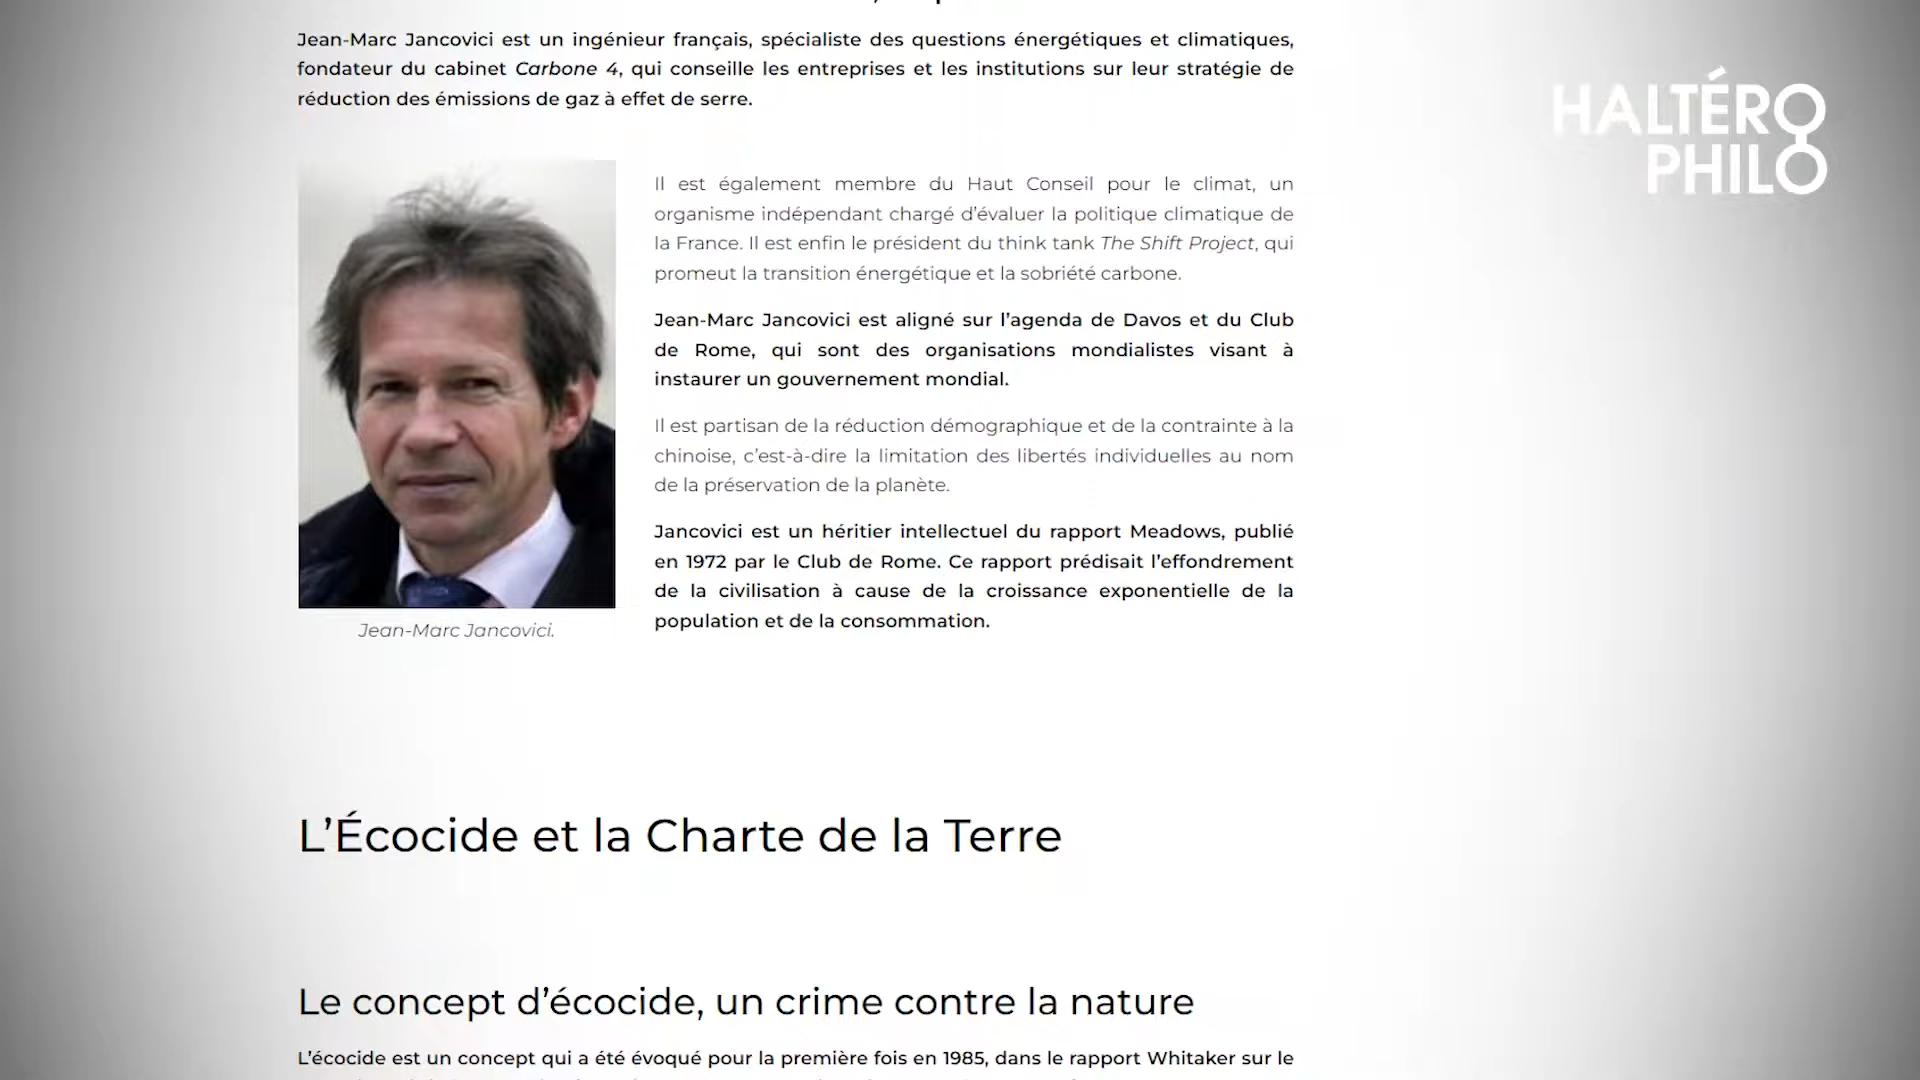 Jean-Marc Jancovici est un ingénieur français, spécialiste des questions énergétiques et climatiques,
fondateur du cabinet Carbone 4, qui conseille les entreprises et les institutions sur leur stratégie de
réduction des émissions de gaz à effet de serre.
HALTÉRO
PHILO
Il est également membre du Haut Conseil pour le climat, un
organisme indépendant chargé d’évaluer la politique climatique de
la France. Il est enfin le président du think tank The Shift Project, qui
promeut la transition énergétique et la sobriété carbone.
Jean-Marc Jancovici est aligné sur l’agenda de Davos et du Club
de Rome, qui sont des organisations mondialistes visant à
instaurer un gouvernement mondial.
Il est partisan de la réduction démographique et de la contrainte à la
chinoise, c’est-à-dire la limitation des libertés individuelles au nom
de la préservation de la planète.
Jancovici est un héritier intellectuel du rapport Meadows, publié
en 1972 par le Club de Rome. Ce rapport prédisait l’effondrement
de la civilisation à cause de la croissance exponentielle de la
population et de la consommation.
Jean-Marc Jancovici.
L’Écocide et la Charte de la Terre
Le concept d’écocide, un crime contre la nature
L’écocide est un concept qui a été évoqué pour la première fois en 1985, dans le rapport Whitaker sur le